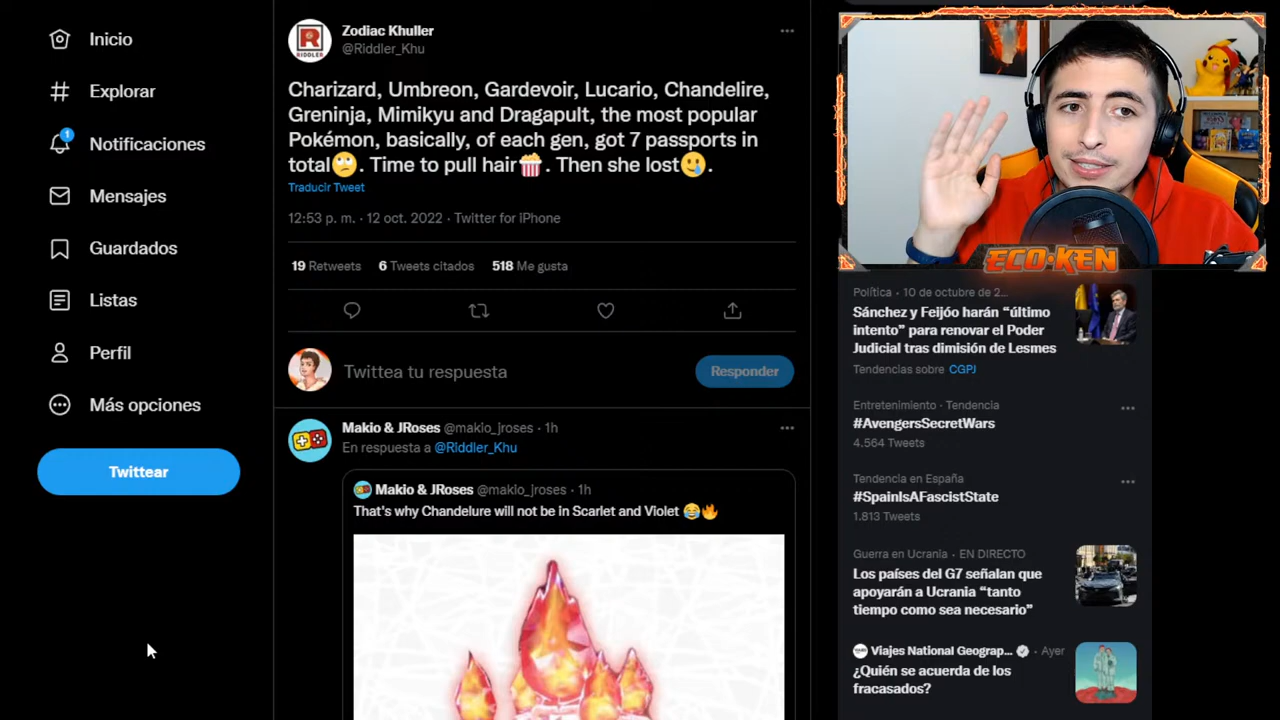 Inicio
Explorar
1
Notificaciones
Mensajes
Guardados
Listas
Perfil
Más opciones
Twittear
RIDDLER
Zodiac Khuller
@Riddler_Khu
Charizard, Umbreon, Gardevoir, Lucario, Chandelire,
Greninja, Mimikyu and Dragapult, the most popular
Pokémon, basically, of each gen, got 7 passports in
total🙄. Time to pull hair🍿. Then she lost🥲.
Traducir Tweet
12:53 p. m. · 12 oct. 2022 · Twitter for iPhone
19 Retweets 6 Tweets citados 518 Me gusta
Twittea tu respuesta
Responder
Makio & JRoses @makio_jroses · 1h
En respuesta a @Riddler_Khu
Makio & JRoses @makio_jroses · 1h
That's why Chandelure will not be in Scarlet and Violet 😂🔥
ECO·KEN
Política · 10 de octubre de 2...
Sánchez y Feijóo harán “último
intento” para renovar el Poder
Judicial tras dimisión de Lesmes
Tendencias sobre CGPJ
Entretenimiento · Tendencia
#AvengersSecretWars
4.564 Tweets
Tendencia en España
#SpainIsAFascistState
1.813 Tweets
Guerra en Ucrania · EN DIRECTO
Los países del G7 señalan que
apoyarán a Ucrania “tanto
tiempo como sea necesario”
Viajes National Geograp... · Ayer
¿Quién se acuerda de los
fracasados?